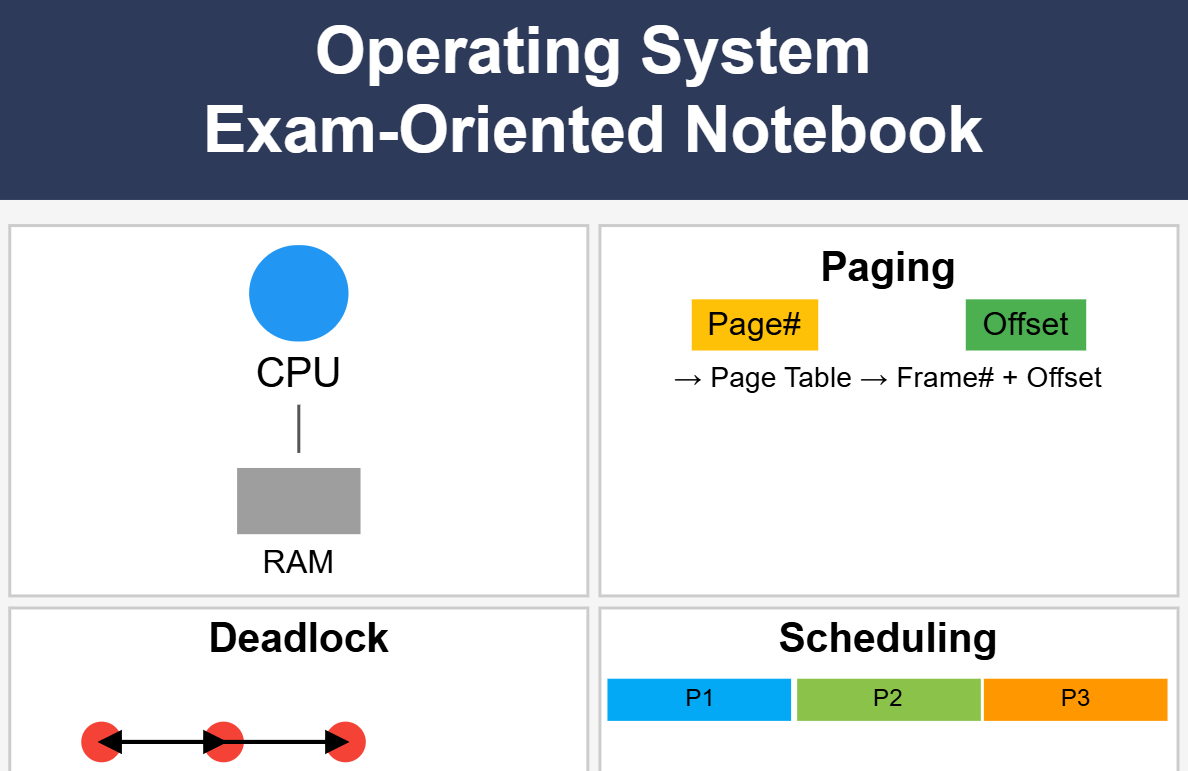 Operating System
Exam-Oriented Notebook
CPU
RAM
Paging
Page# Offset
→ Page Table → Frame# + Offset
Deadlock
Scheduling
P1 P2 P3